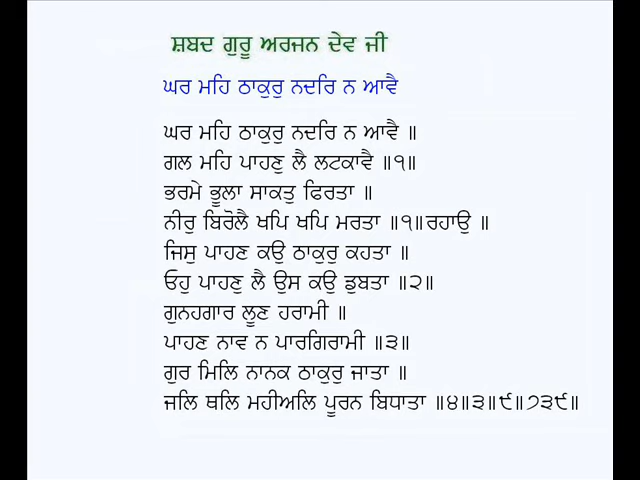 ਸ਼ਬਦ ਗੁਰੂ ਅਰਜਨ ਦੇਵ ਜੀ
ਘਰ ਮਹਿ ਠਾਕੁਰੁ ਨਦਰਿ ਨ ਆਵੈ
ਘਰ ਮਹਿ ਠਾਕੁਰੁ ਨਦਰਿ ਨ ਆਵੈ ॥
ਗਲ ਮਹਿ ਪਾਹਣੁ ਲੈ ਲਟਕਾਵੈ ॥੧॥
ਭਰਮੇ ਭੂਲਾ ਸਾਕਤੁ ਫਿਰਤਾ ॥
ਨੀਰੁ ਬਿਰੋਲੈ ਖਪਿ ਖਪਿ ਮਰਤਾ ॥੧॥ਰਹਾਉ ॥
ਜਿਸੁ ਪਾਹਣ ਕਉ ਠਾਕੁਰੁ ਕਹਤਾ ॥
ਓਹੁ ਪਾਹਣੁ ਲੈ ਉਸ ਕਉ ਡੁਬਤਾ ॥੨॥
ਗੁਨਹਗਾਰ ਲੂਣ ਹਰਾਮੀ ॥
ਪਾਹਣ ਨਾਵ ਨ ਪਾਰਗਿਰਾਮੀ ॥੩॥
ਗੁਰ ਮਿਲਿ ਨਾਨਕ ਠਾਕੁਰੁ ਜਾਤਾ ॥
ਜਲਿ ਥਲਿ ਮਹੀਅਲਿ ਪੂਰਨ ਬਿਧਾਤਾ ॥੪॥੩॥੯॥੭੩੯॥